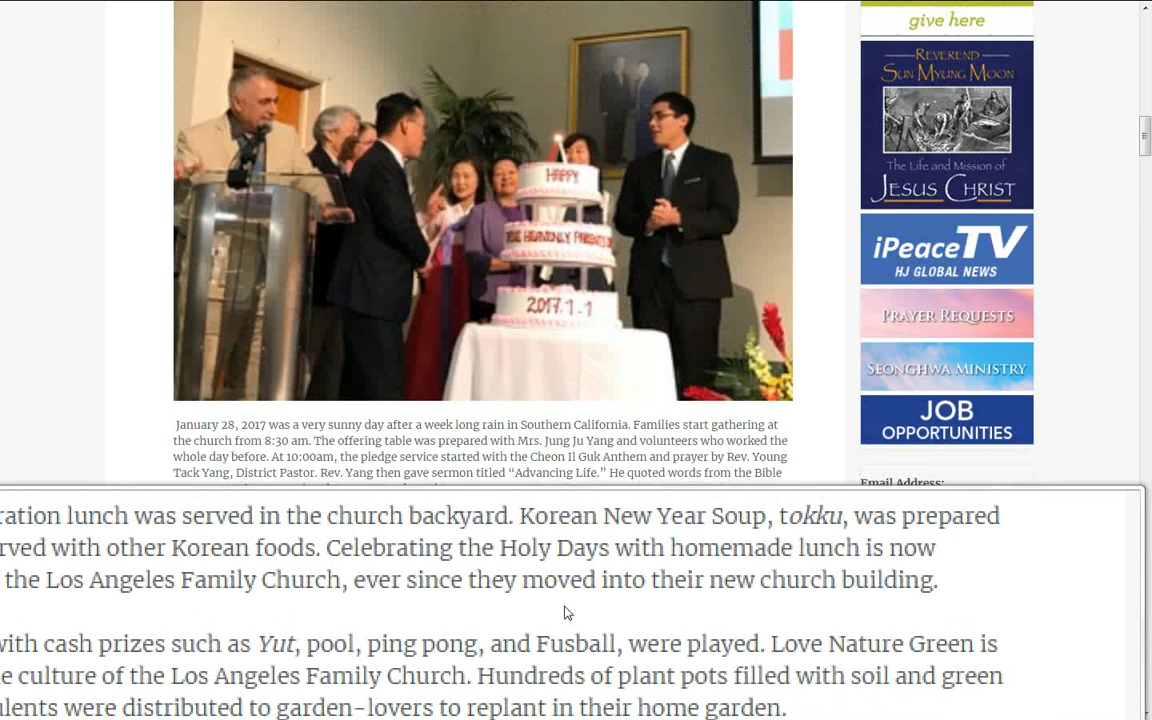 give here
REVEREND
SUN MYUNG MOON
The Life and Mission of
JESUS CHRIST
iPeaceTV
HJ GLOBAL NEWS
PRAYER REQUESTS
SEONGHWA MINISTRY
JOB
OPPORTUNITIES
Email Address:
HAPPY
TRUE HEAVENLY PARENT'S
2017.1.1
January 28, 2017 was a very sunny day after a week long rain in Southern California. Families start gathering at
the church from 8:30 am. The offering table was prepared with Mrs. Jung Ju Yang and volunteers who worked the
whole day before. At 10:00am, the pledge service started with the Cheon Il Guk Anthem and prayer by Rev. Young
Tack Yang, District Pastor. Rev. Yang then gave sermon titled “Advancing Life.” He quoted words from the Bible
ration lunch was served in the church backyard. Korean New Year Soup, tokku, was prepared
rved with other Korean foods. Celebrating the Holy Days with homemade lunch is now
the Los Angeles Family Church, ever since they moved into their new church building.
with cash prizes such as Yut, pool, ping pong, and Fusball, were played. Love Nature Green is
e culture of the Los Angeles Family Church. Hundreds of plant pots filled with soil and green
ulents were distributed to garden-lovers to replant in their home garden.